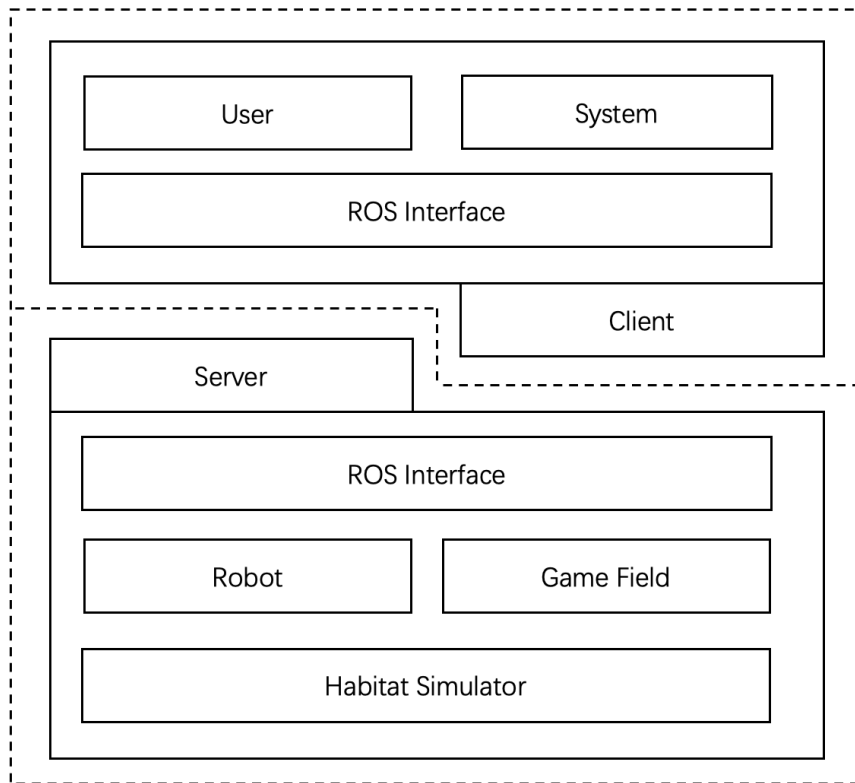 User
System
ROS Interface
Client
Server
ROS Interface
Robot
Game Field
Habitat Simulator